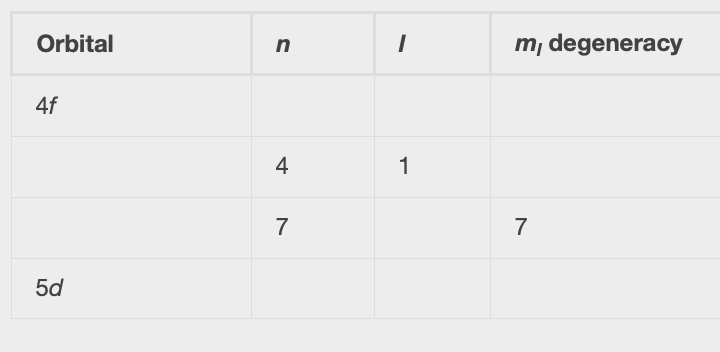 Orbital n l mₗ degeneracy
4f
4 1
7 7
5d